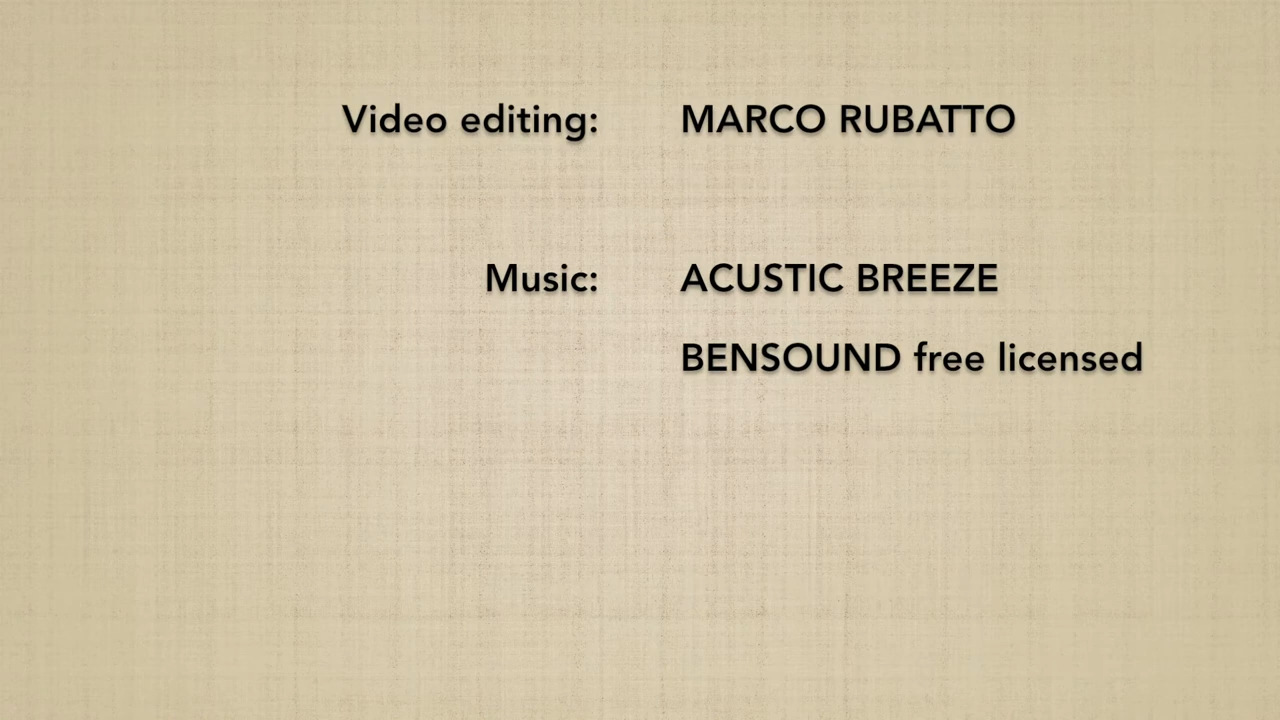 Video editing: MARCO RUBATTO
Music: ACUSTIC BREEZE
BENSOUND free licensed